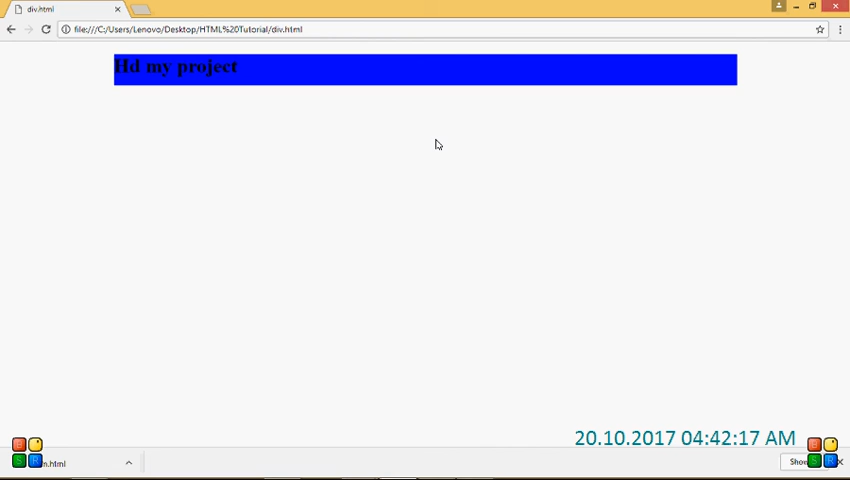 div.html
file:///C:/Users/Lenovo/Desktop/HTML%20Tutorial/div.html
Hd my project
20.10.2017 04:42:17 AM
E
S R
E
S R